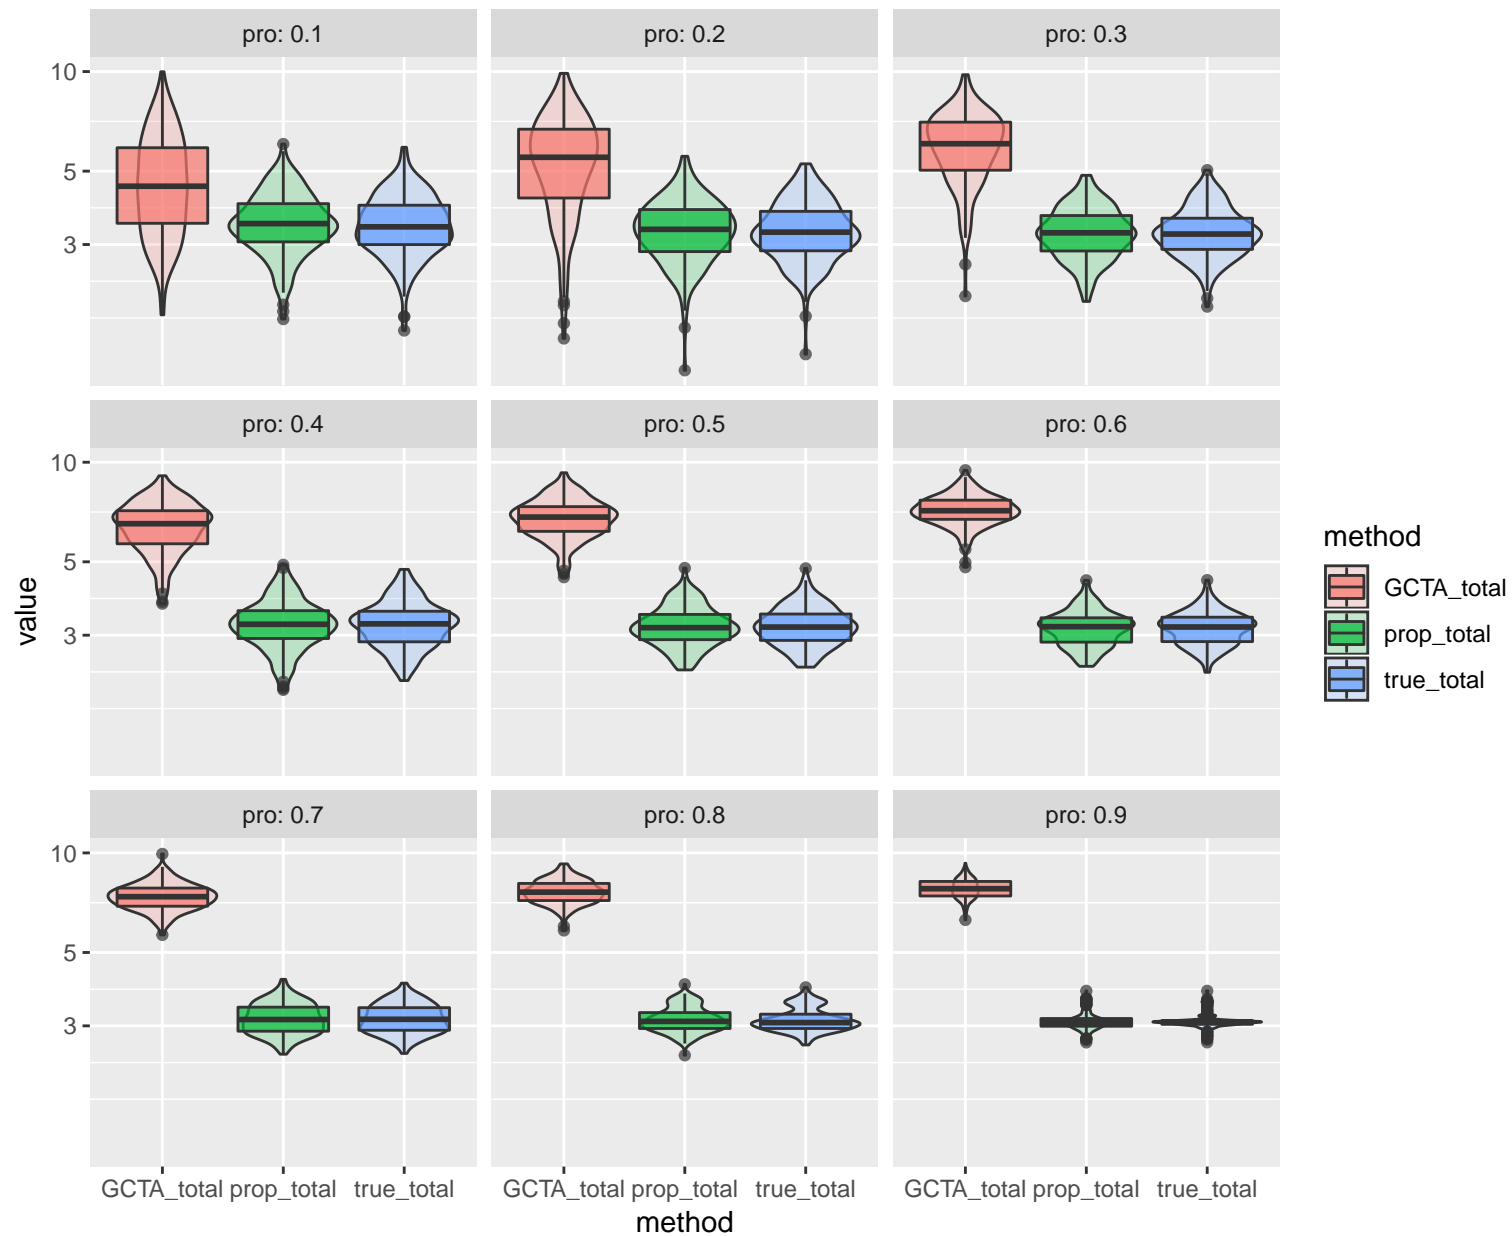 pro: 0.1
pro: 0.2
pro: 0.3
10
5
3
pro: 0.4
pro: 0.5
pro: 0.6
10
5
3
pro: 0.7
pro: 0.8
pro: 0.9
10
5
3
GCTA_total prop_total true_total
GCTA_total prop_total true_total
GCTA_total prop_total true_total
method
value
method
GCTA_total
prop_total
true_total